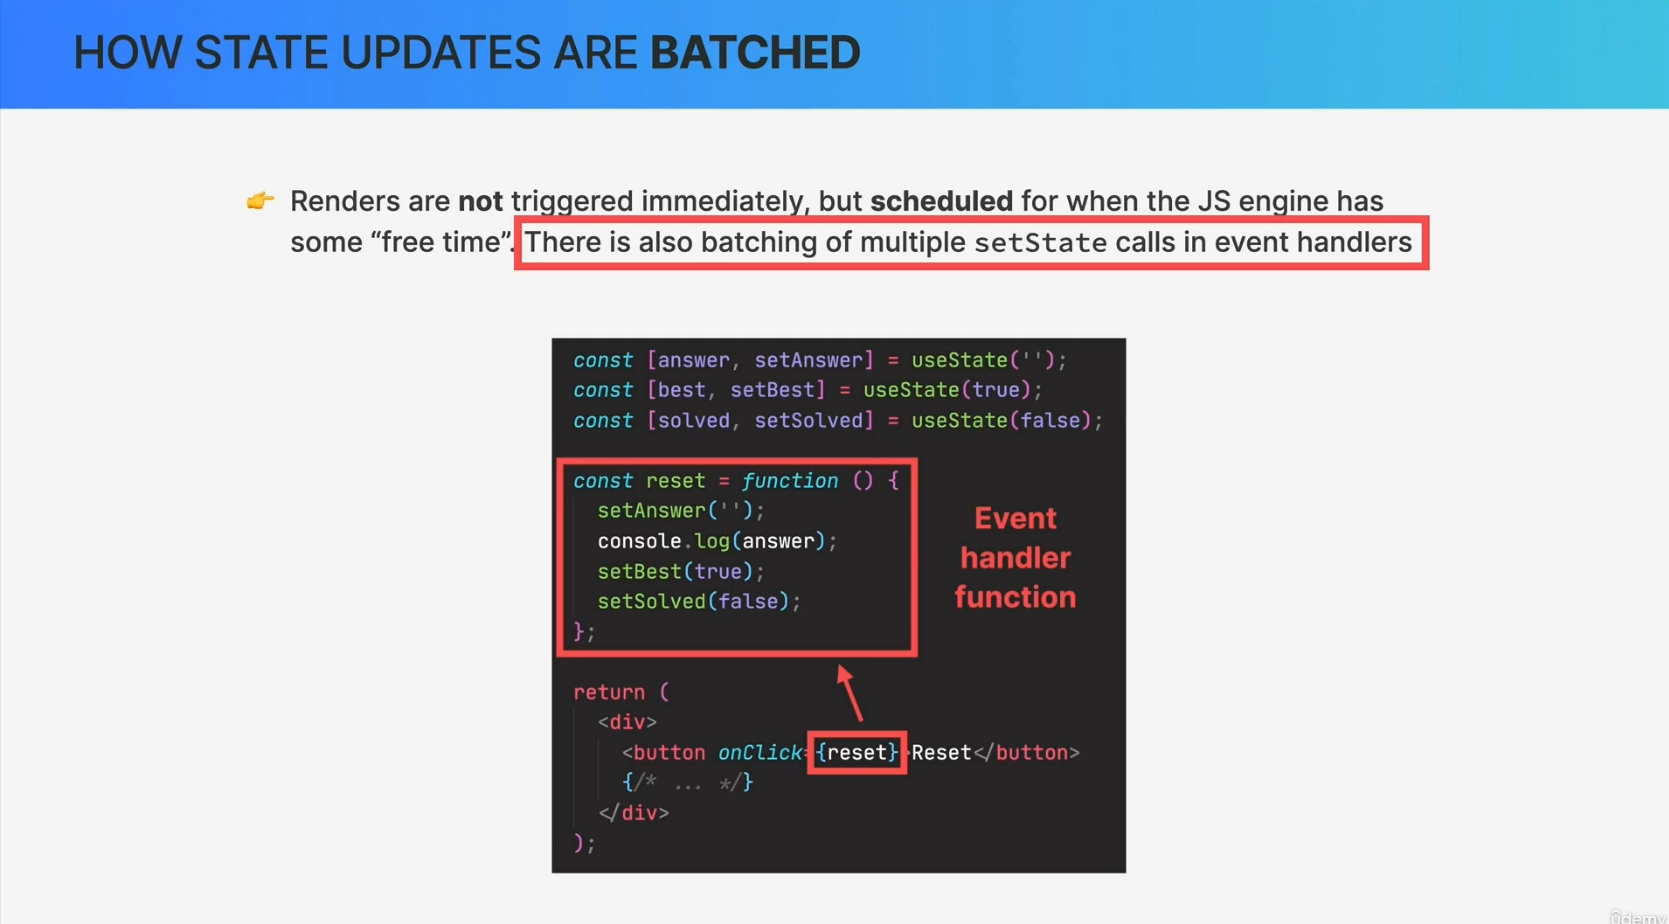 HOW STATE UPDATES ARE BATCHED
👉 Renders are not triggered immediately, but scheduled for when the JS engine has
some “free time”. There is also batching of multiple setState calls in event handlers
const [answer, setAnswer] = useState('');
const [best, setBest] = useState(true);
const [solved, setSolved] = useState(false);
const reset = function () {
setAnswer('');
console.log(answer);
setBest(true);
setSolved(false);
};
Event
handler
function
return (
<div>
<button onClick={reset}>Reset</button>
{/* ... */}
</div>
);
ûdemy